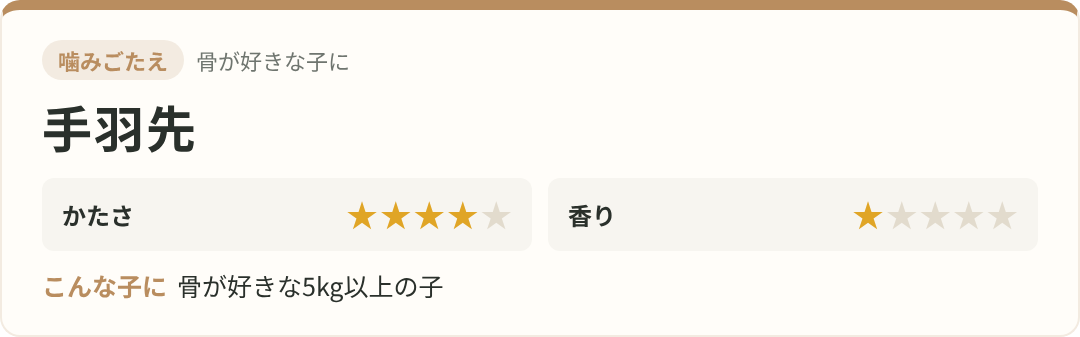 噛みごたえ 骨が好きな子に
手羽先
かたさ ★★★★★
香り ★★★★★
こんな子に 骨が好きな5kg以上の子